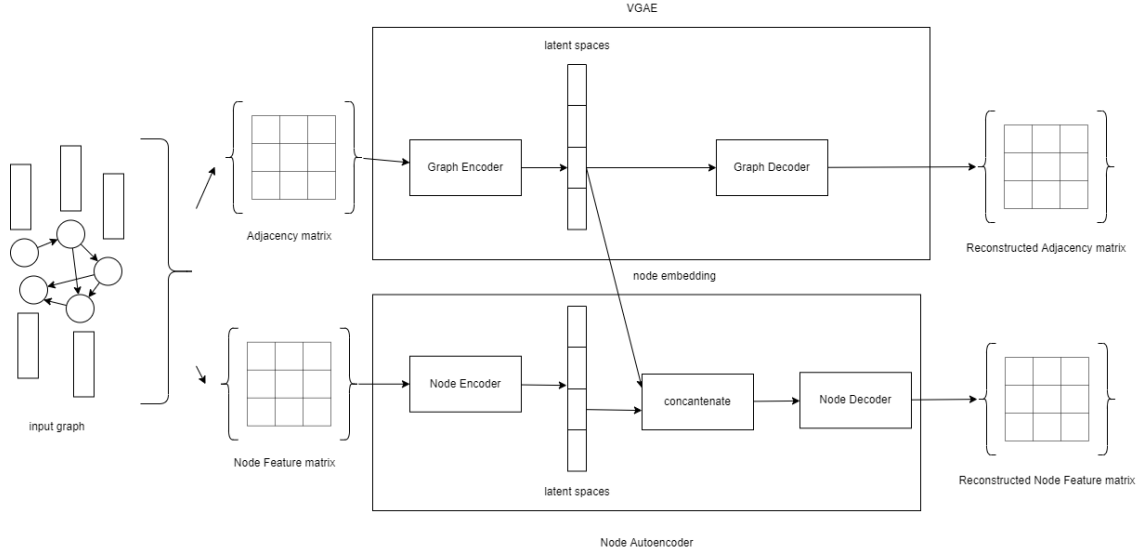 VGAE
latent spaces
Graph Encoder
Graph Decoder
Adjacency matrix
Reconstructed Adjacency matrix
node embedding
Node Encoder
concantenate
Node Decoder
input graph
Node Feature matrix
latent spaces
Reconstructed Node Feature matrix
Node Autoencoder